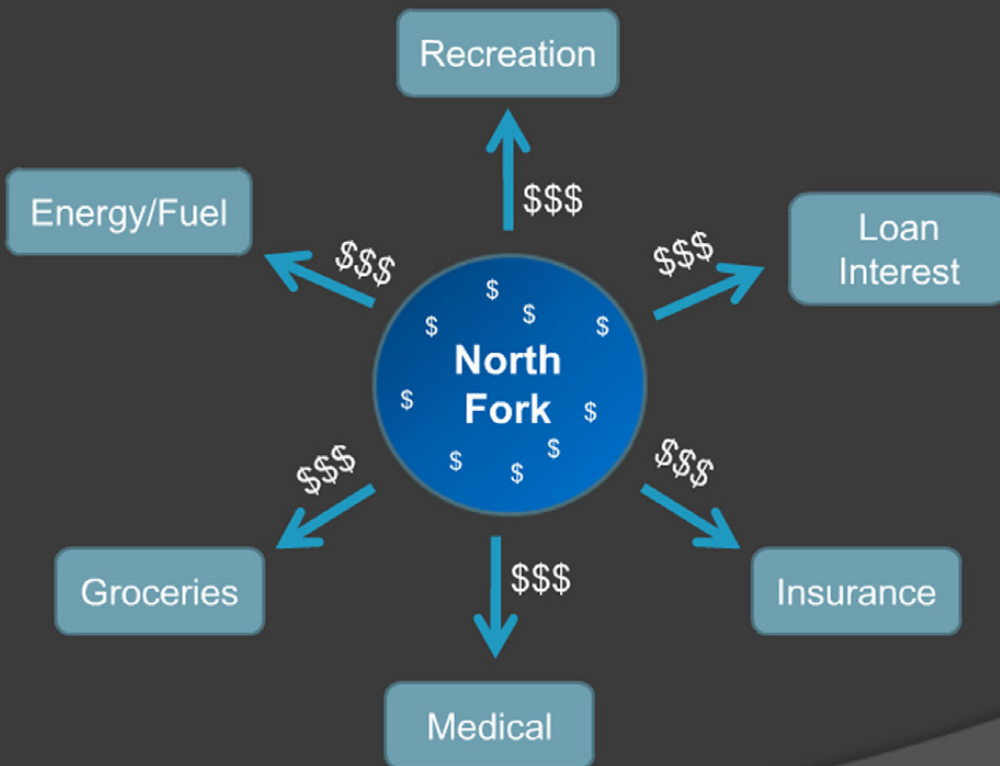 Recreation
$$$
Energy/Fuel
$$$
$$$
Loan
Interest
$
$
$
$
North
Fork
$
$
$
$
$
$$$
$$$
Groceries
$$$
Insurance
Medical